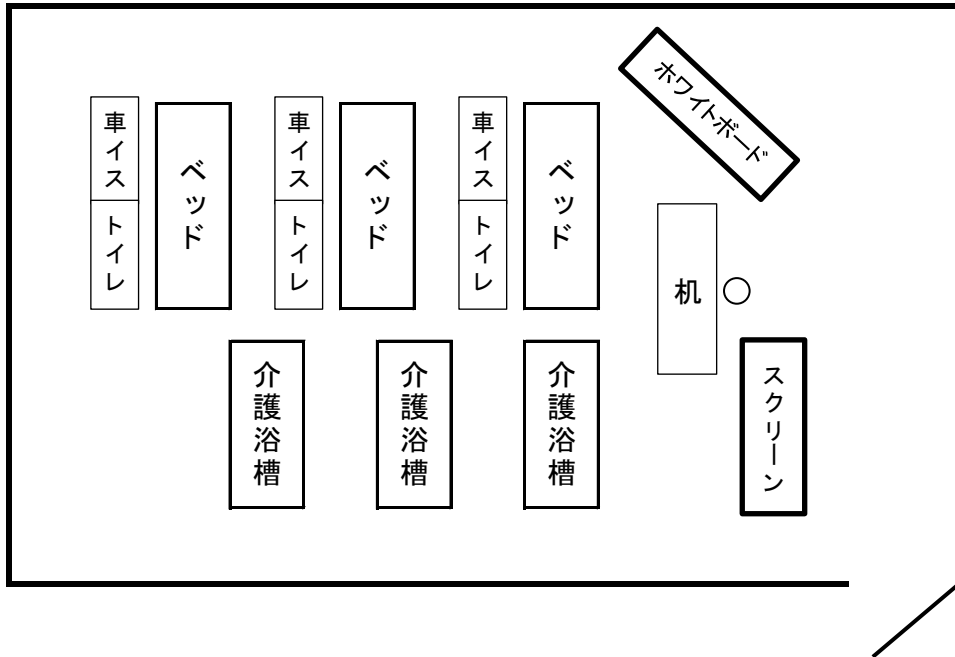 ホワイトボード
車イス
トイレ
ベッド
車イス
トイレ
ベッド
車イス
トイレ
ベッド
机
介護浴槽
介護浴槽
介護浴槽
スクリーン